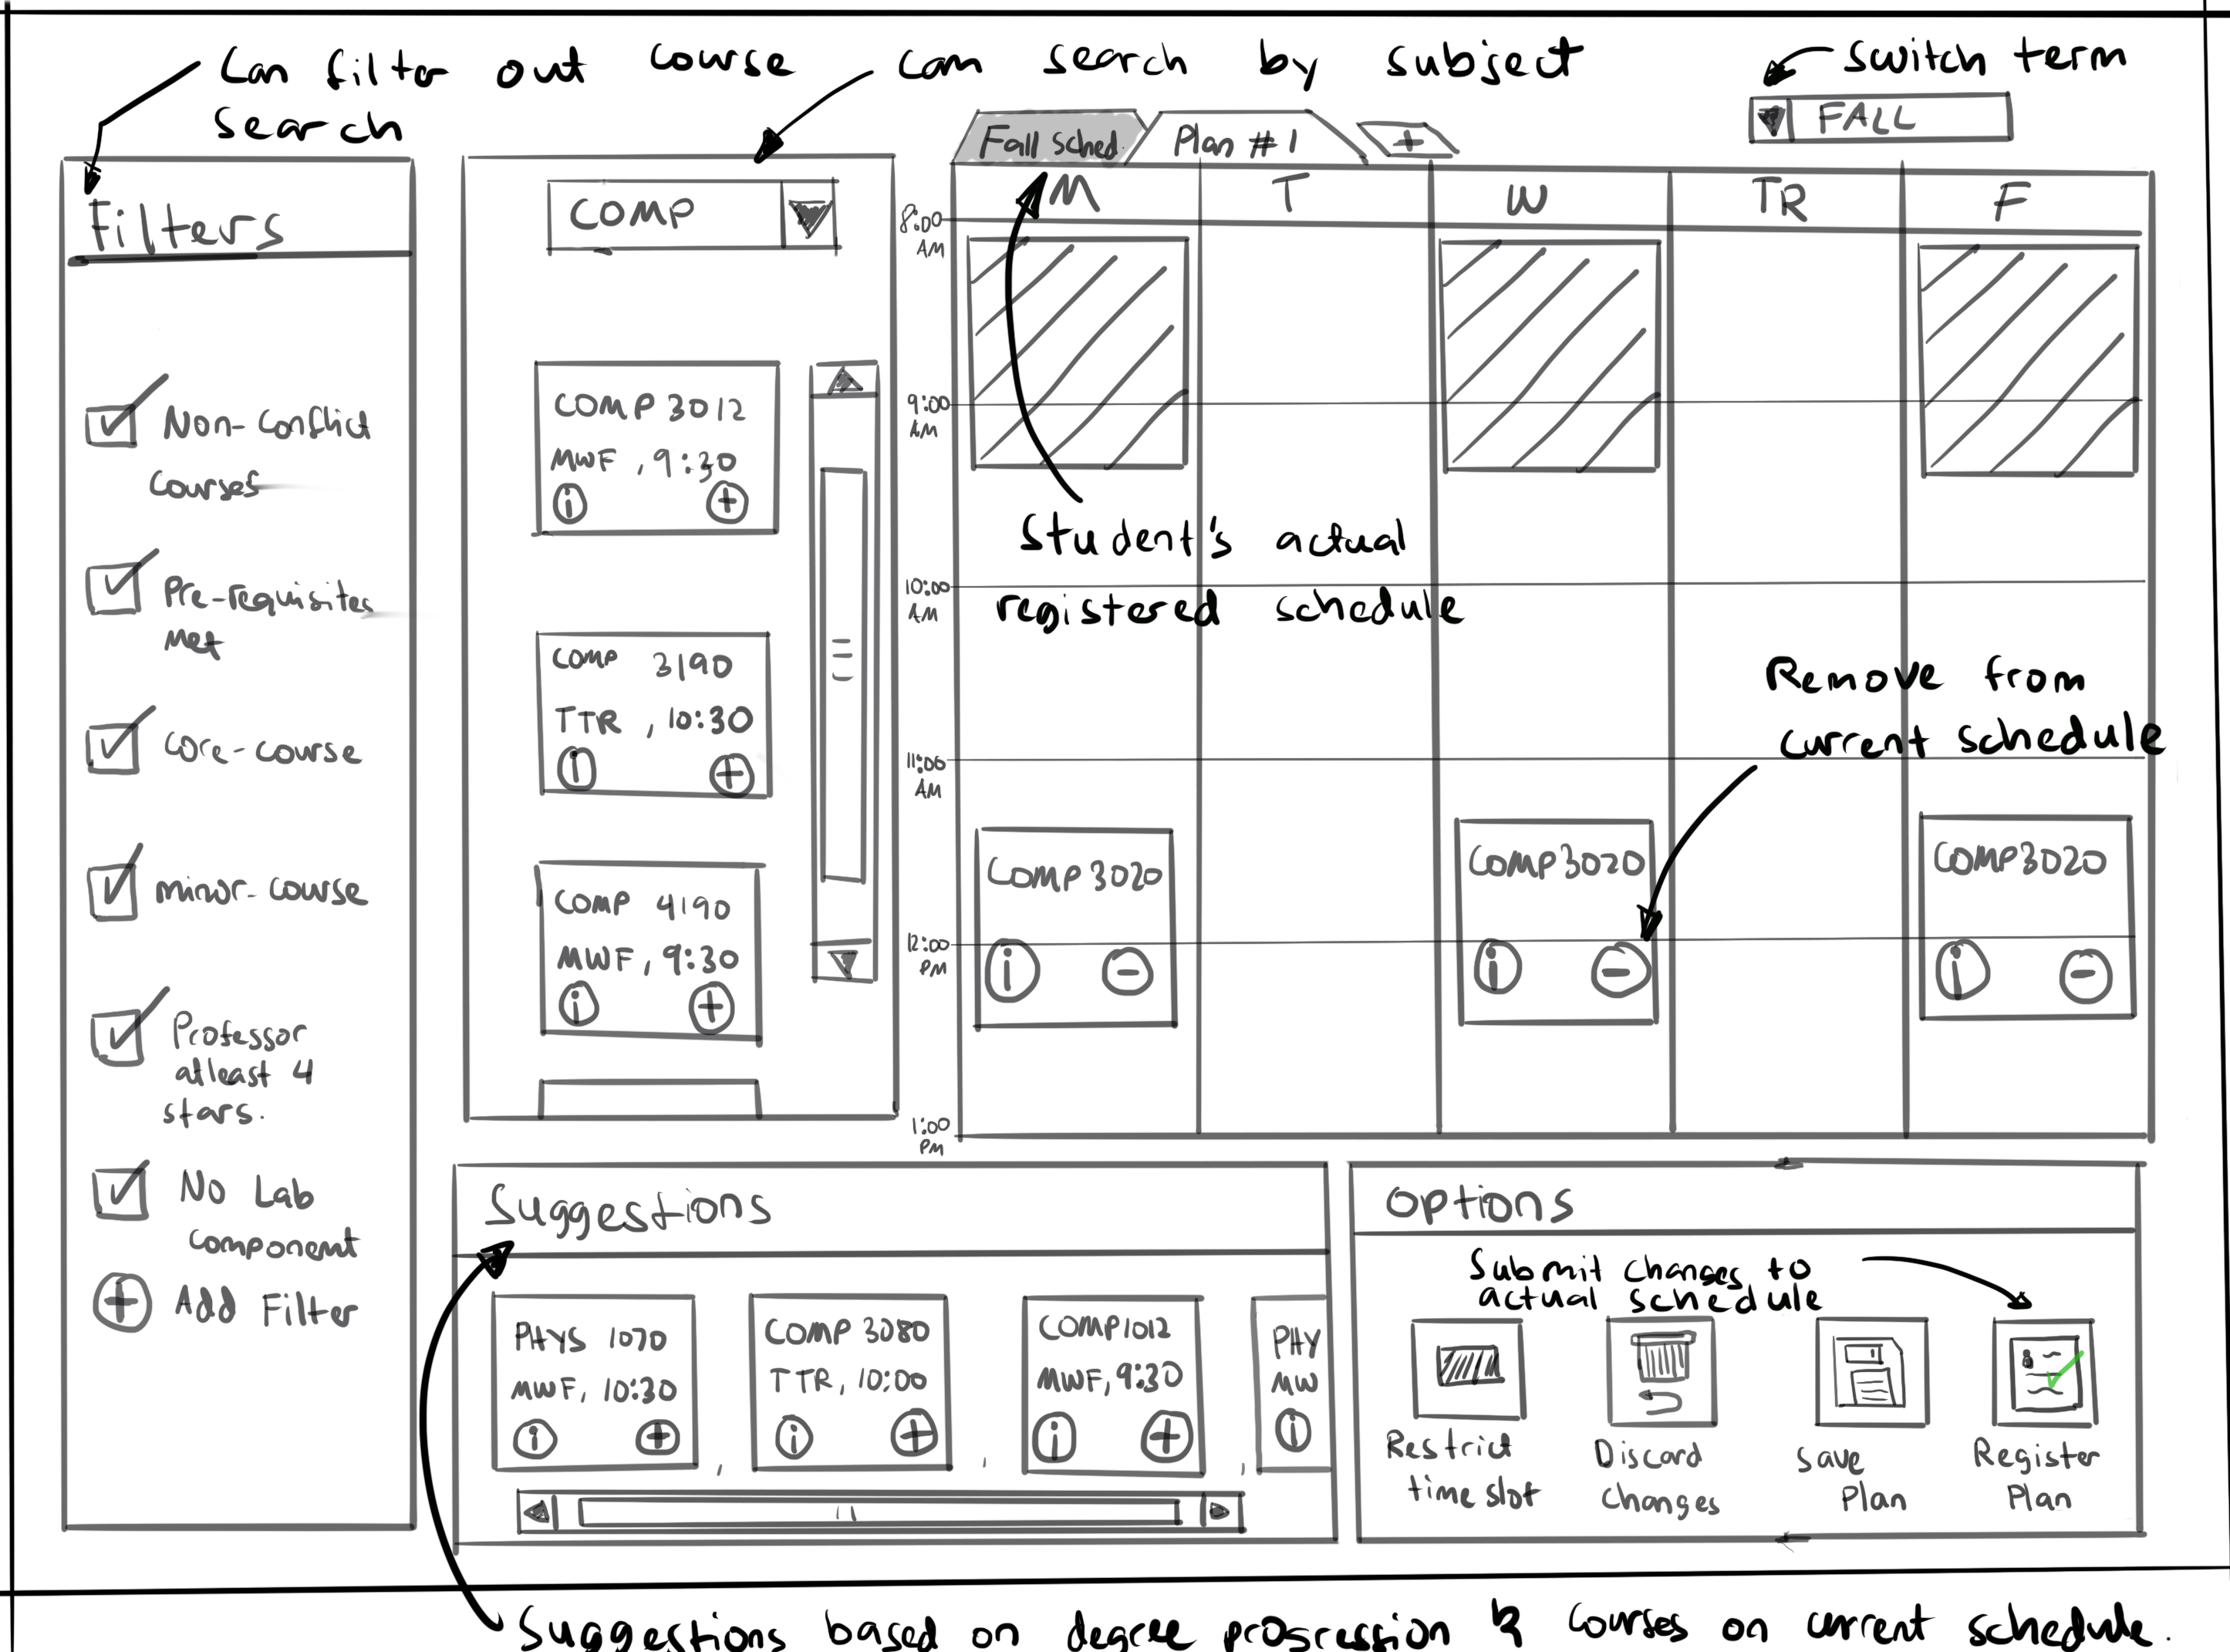 Can filter out course
search
can search by subject
switch term
FALL
Fall Sched.
Plan #1
+
Filters
Non-Conflict
Courses
Pre-requisites
Met
Core-course
minor-course
Professor
atleast 4
stars.
No Lab
Component
+ Add Filter
COMP
COMP 3012
MWF, 9:30
i +
COMP 3190
TTR, 10:30
i +
COMP 4190
MWF, 9:30
i +
M T W TR F
8:00
AM
9:00
AM
10:00
AM
11:00
AM
12:00
PM
1:00
PM
Student's actual
registered schedule
Remove from
current schedule
COMP 3020
i -
COMP 3020
i -
COMP 3020
i -
Suggestions
PHYS 1070
MWF, 10:30
i +
COMP 3080
TTR, 10:00
i +
COMP 1012
MWF, 9:30
i +
PHY
MW
i
Options
Submit changes to
actual schedule
Restrict
time slot
Discard
Changes
Save
Plan
Register
Plan
Suggestions based on degree progression & courses on current schedule.